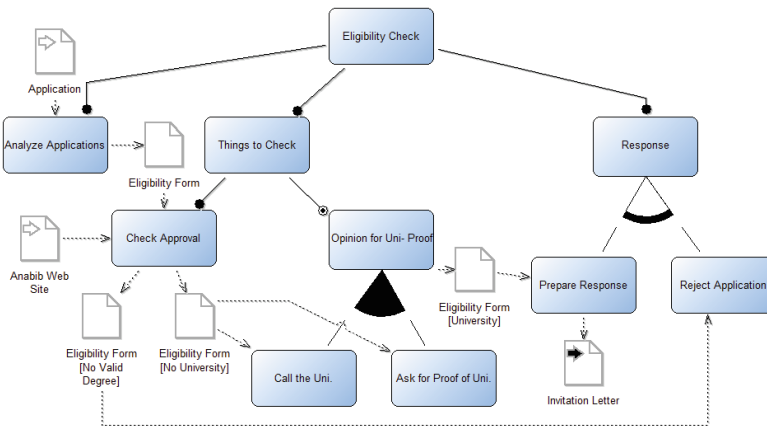 Eligibility Check
Application
Analyze Applications
Things to Check
Response
Eligibility Form
Check Approval
Opinion for Uni- Proof
Anabib Web
Site
Prepare Response
Reject Application
Eligibility Form
[University]
Eligibility Form
[No Valid
Degree]
Eligibility Form
[No University]
Call the Uni.
Ask for Proof of Uni.
Invitation Letter